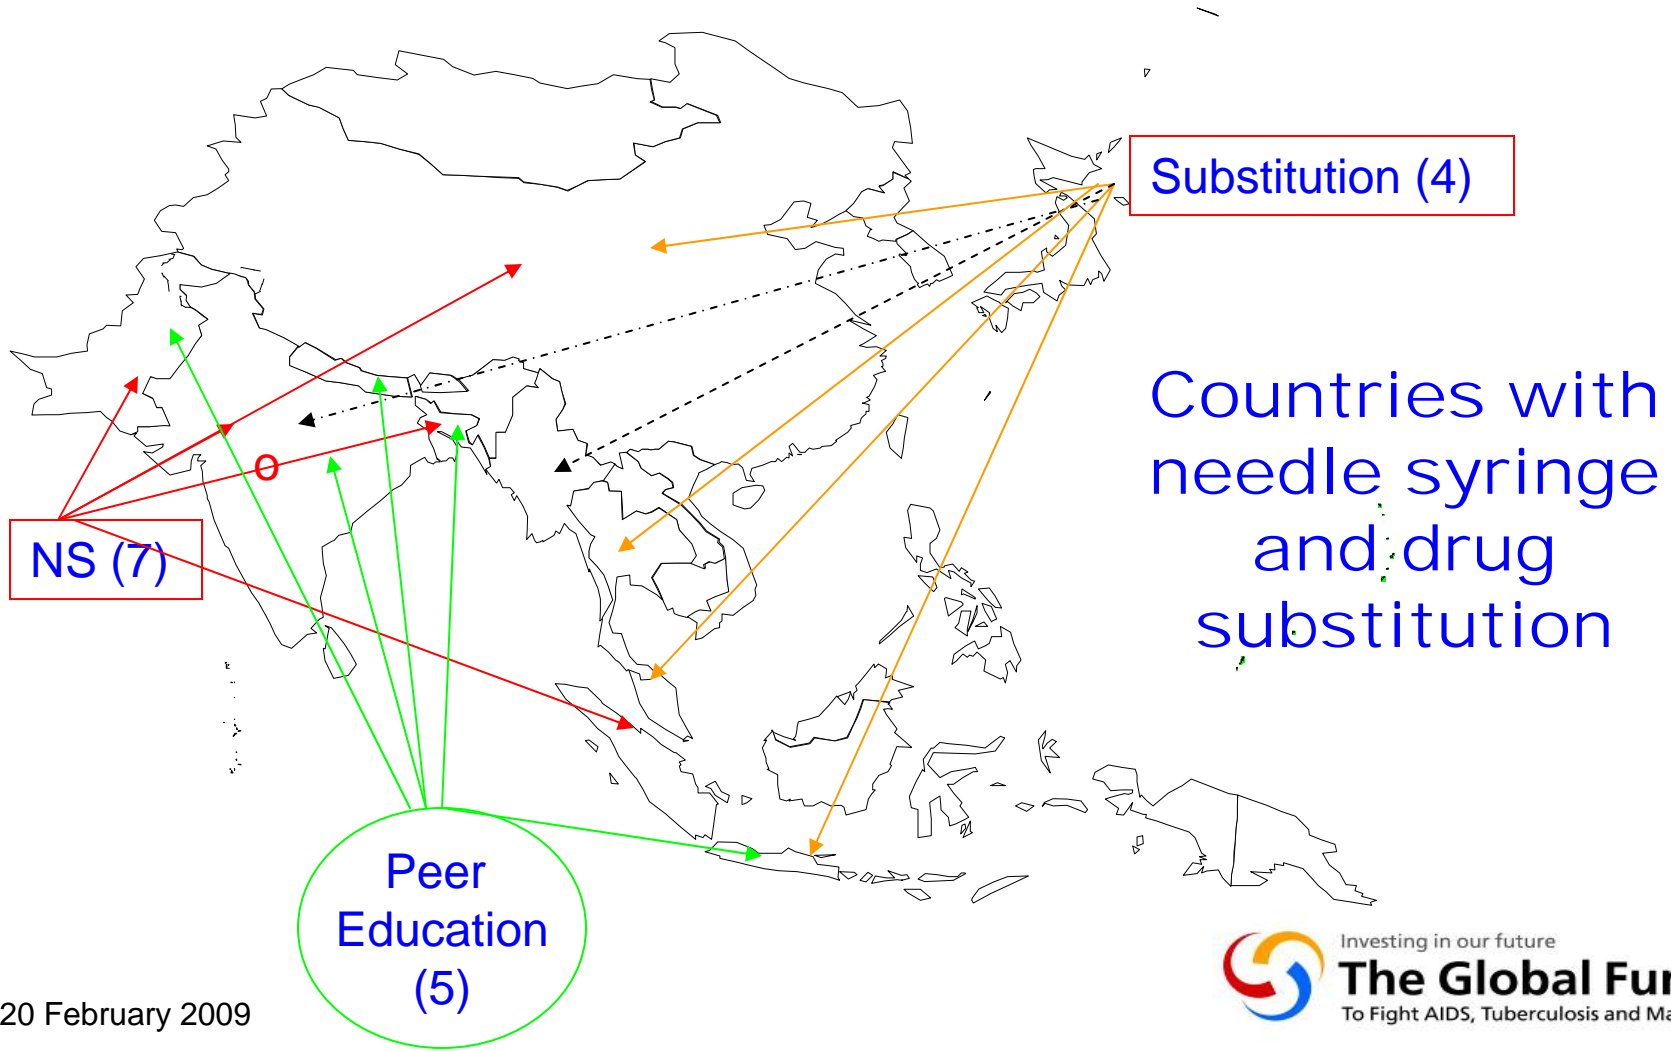 Substitution (4)
Countries with
needle syringe
and drug
substitution
o
NS (7)
Peer
Education
(5)
20 February 2009
Investing in our future
The Global Fu
To Fight AIDS, Tuberculosis and Ma